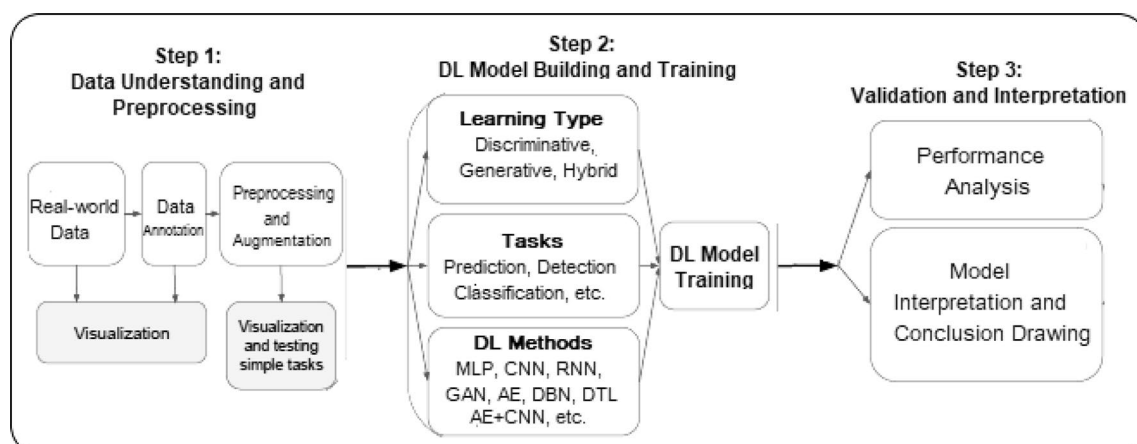 Step 1:
Data Understanding and
Preprocessing
Real-world
Data
Data
Annotation
Preprocessing
and
Augmentation
Visualization
Visualization
and testing
simple tasks
Step 2:
DL Model Building and Training
Learning Type
Discriminative,
Generative, Hybrid
Tasks
Prediction, Detection
Classification, etc.
DL Methods
MLP, CNN, RNN,
GAN, AE, DBN, DTL
AE+CNN, etc.
DL Model
Training
Step 3:
Validation and Interpretation
Performance
Analysis
Model
Interpretation and
Conclusion Drawing